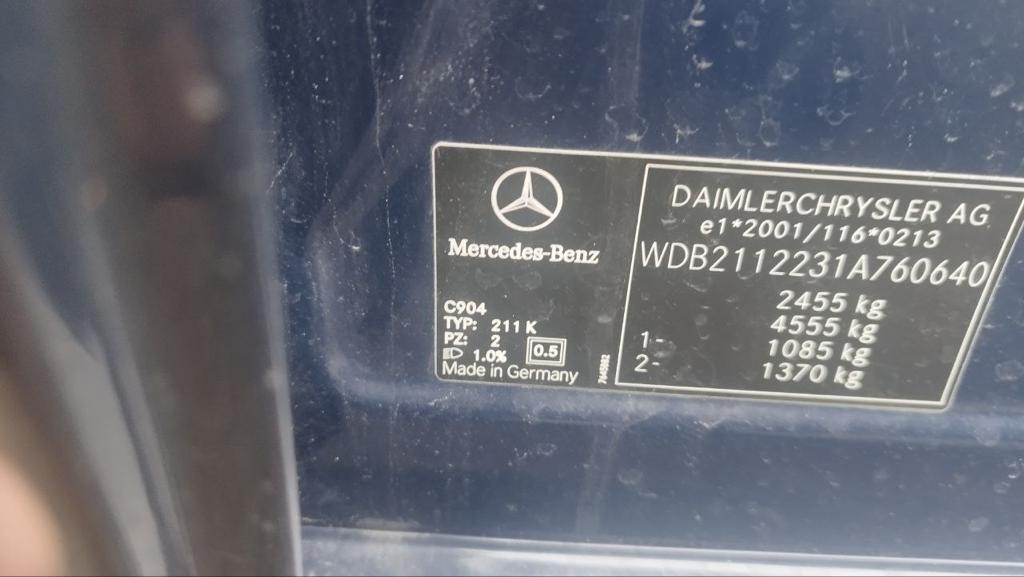 Mercedes-Benz
C904
TYP: 211 K
PZ: 2
1.0% 0.5
Made in Germany
DAIMLERCHRYSLER AG
e1*2001/116*0213
WDB2112231A760640
2455 kg
4555 kg
1- 1085 kg
2- 1370 kg